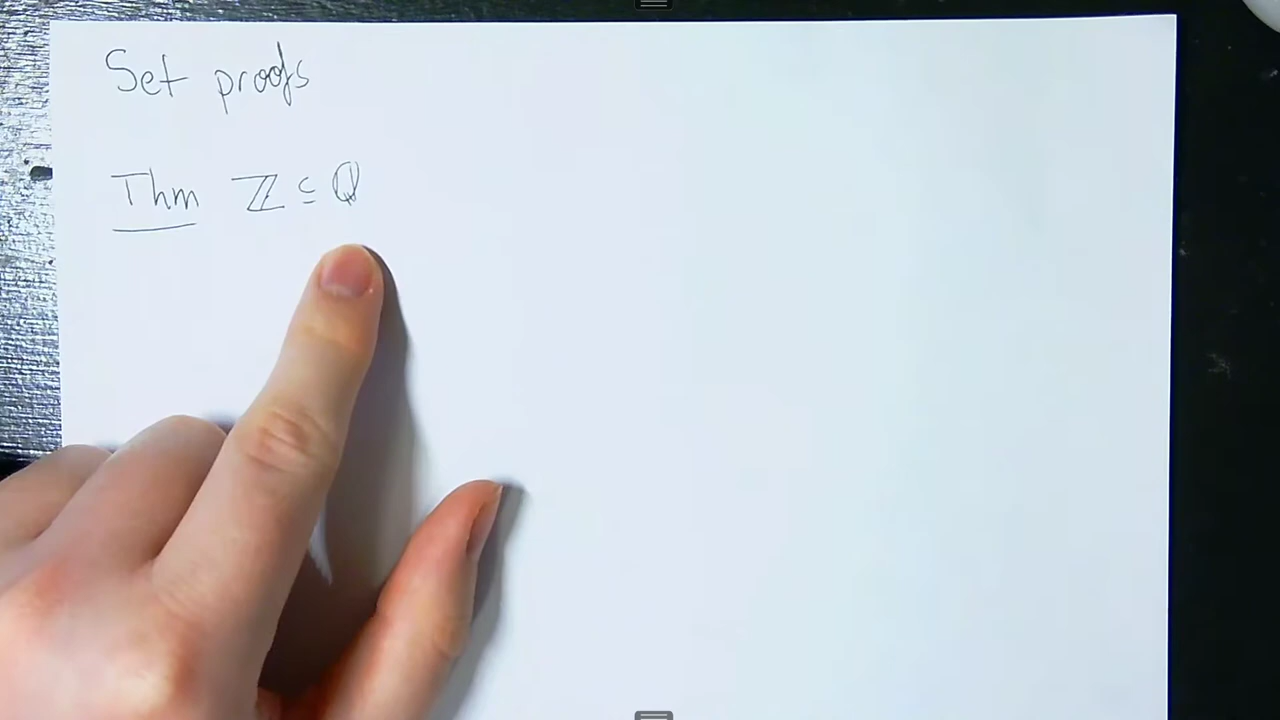 Set proofs
Thm ℤ ⊆ ℚ